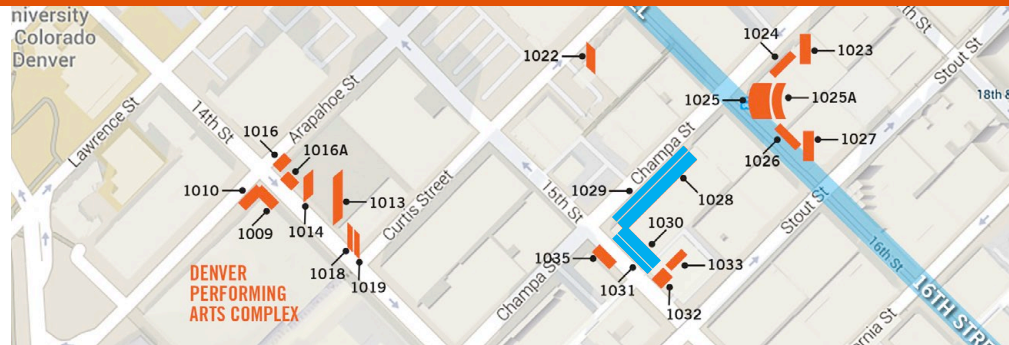 niversity
Colorado
Denver
Lawrence St
14th St
Arapahoe St
1016
1016A
1010
1009
1014
1013
1018
1019
Curtis Street
DENVER
PERFORMING
ARTS COMPLEX
1022
15th St
Champa St
1029
1028
1030
1035
1031
1033
1032
Champa St
1024
1023
1025
1025A
1026
1027
Stout St
Stout St
18th &
16th St
16TH STRE